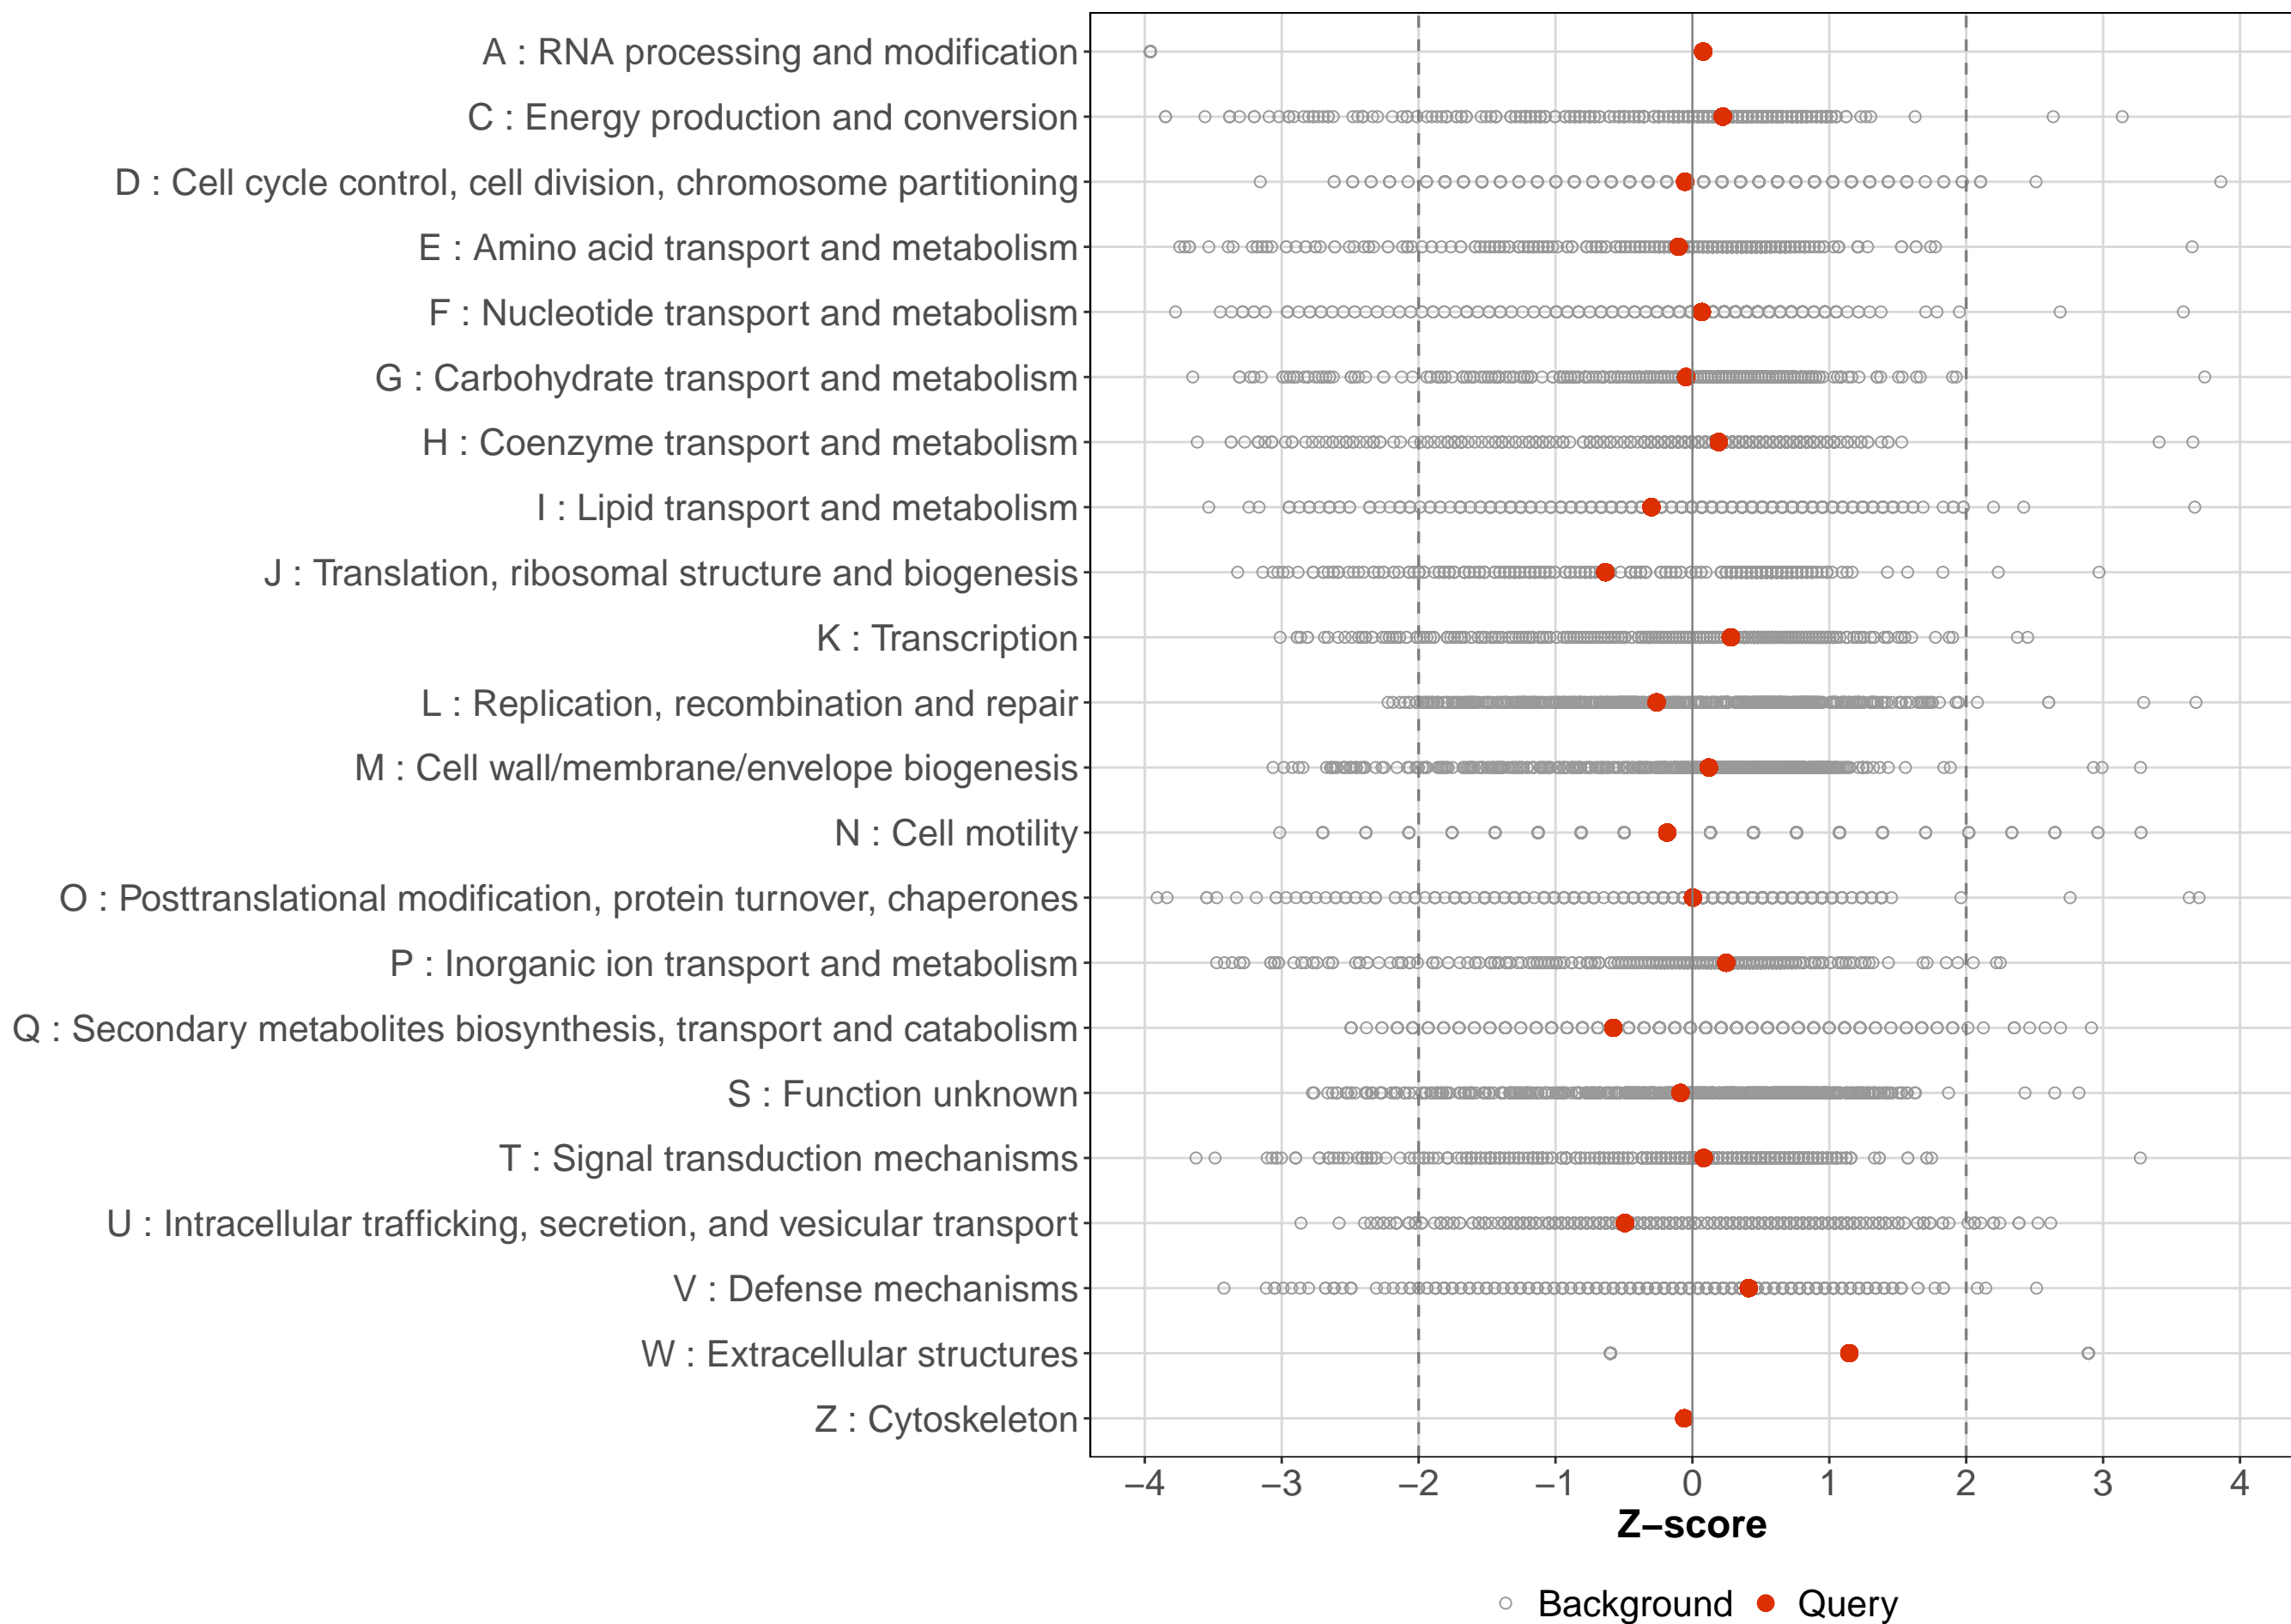 A : RNA processing and modification
C : Energy production and conversion
D : Cell cycle control, cell division, chromosome partitioning
E : Amino acid transport and metabolism
F : Nucleotide transport and metabolism
G : Carbohydrate transport and metabolism
H : Coenzyme transport and metabolism
I : Lipid transport and metabolism
J : Translation, ribosomal structure and biogenesis
K : Transcription
L : Replication, recombination and repair
M : Cell wall/membrane/envelope biogenesis
N : Cell motility
O : Posttranslational modification, protein turnover, chaperones
P : Inorganic ion transport and metabolism
Q : Secondary metabolites biosynthesis, transport and catabolism
S : Function unknown
T : Signal transduction mechanisms
U : Intracellular trafficking, secretion, and vesicular transport
V : Defense mechanisms
W : Extracellular structures
Z : Cytoskeleton
−4 −3 −2 −1 0 1 2 3 4
Z−score
Background Query